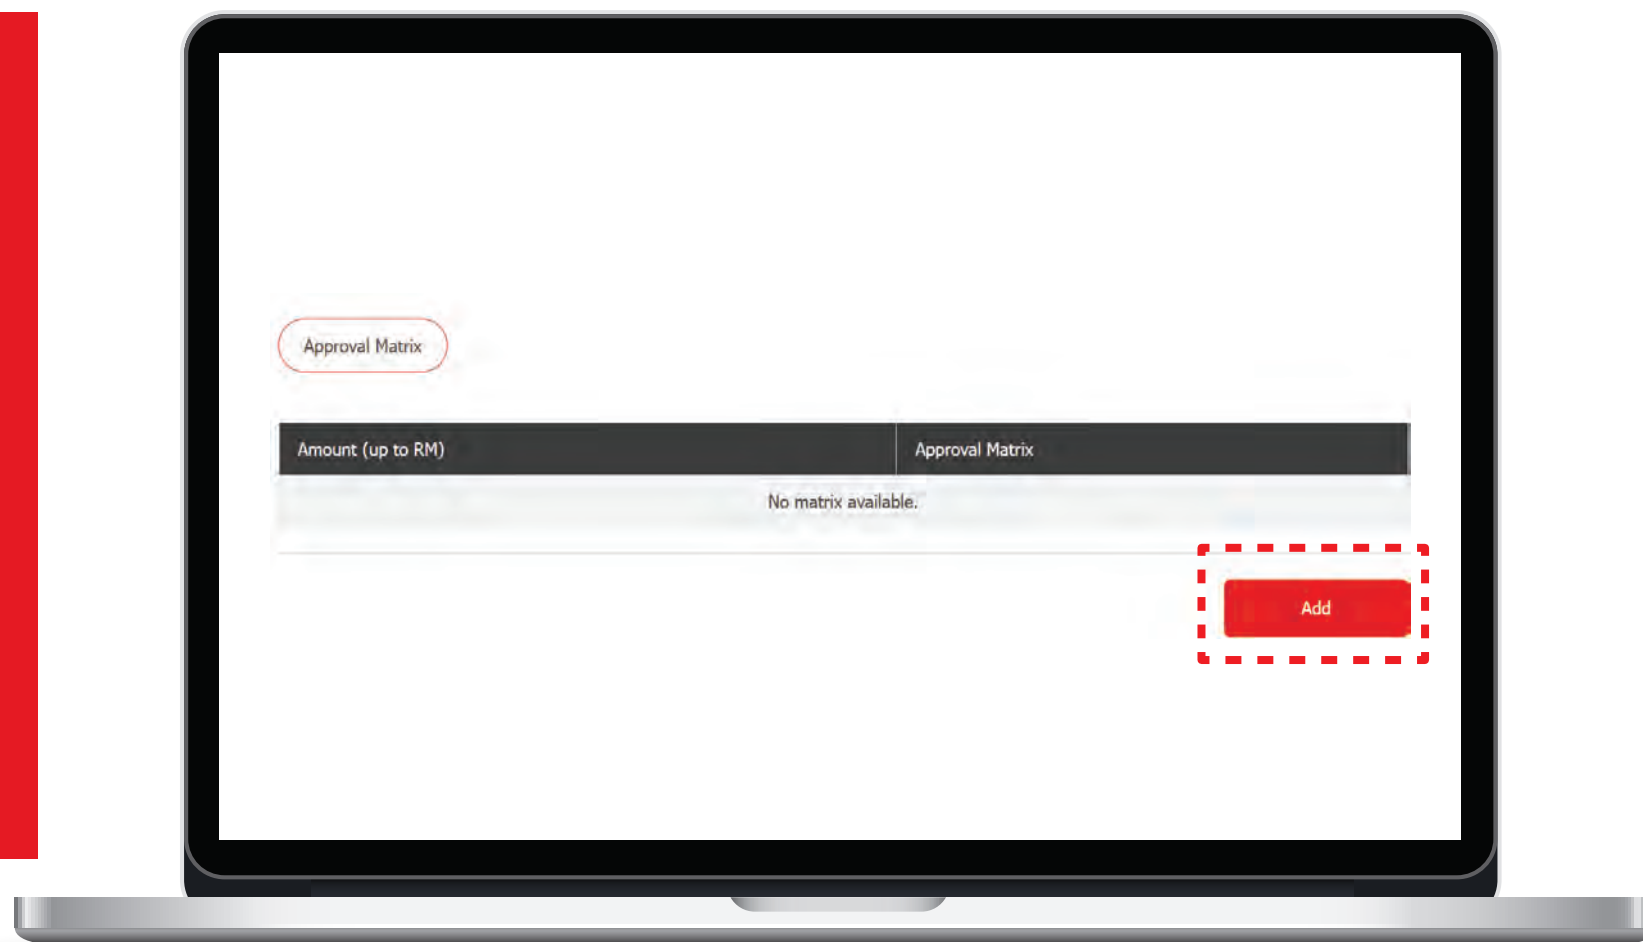 Approval Matrix
Amount (up to RM) Approval Matrix
No matrix available.
Add